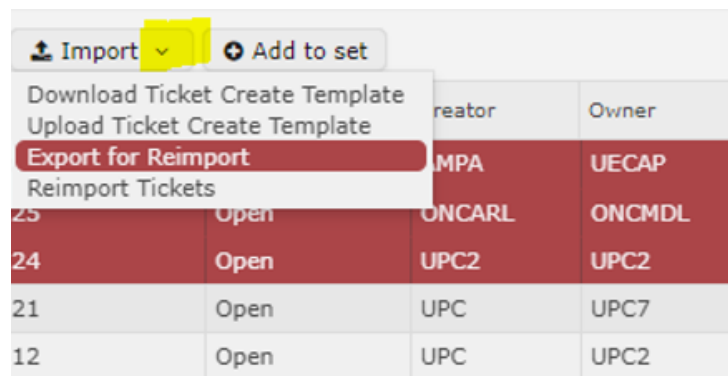 Import Add to set
Download Ticket Create Template
Upload Ticket Create Template
Export for Reimport
Reimport Tickets
reator Owner
MPA UECAP
25 Open ONCARL ONCMDL
24 Open UPC2 UPC2
21 Open UPC UPC7
12 Open UPC UPC2